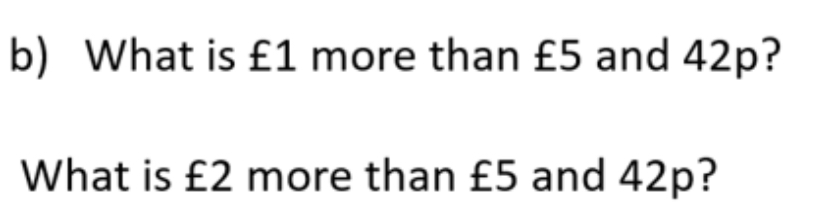 b) What is £1 more than £5 and 42p?
What is £2 more than £5 and 42p?